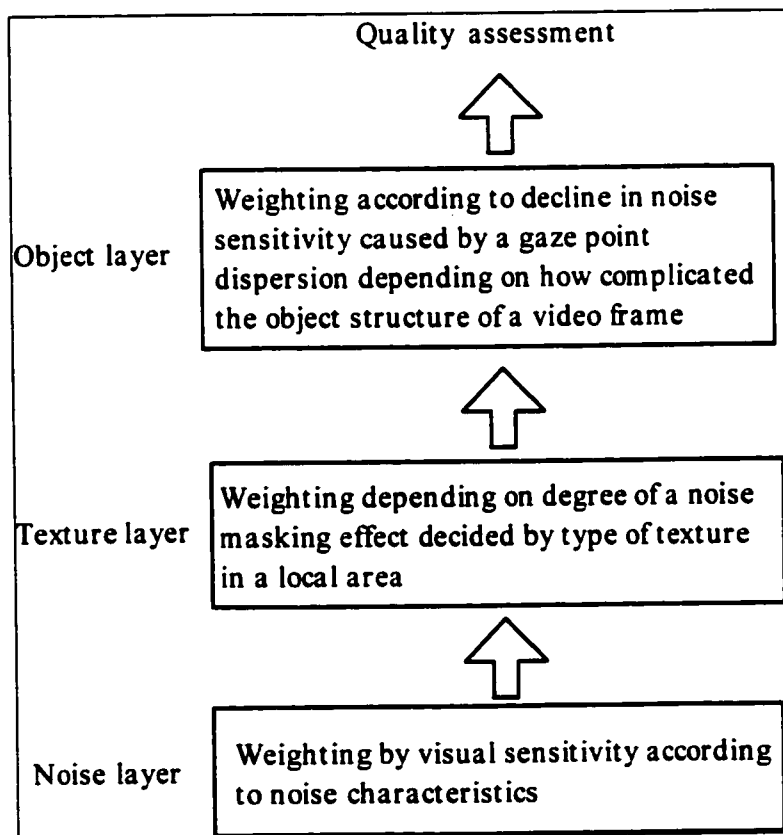 Quality assessment
Object layer
Weighting according to decline in noise
sensitivity caused by a gaze point
dispersion depending on how complicated
the object structure of a video frame
Texture layer
Weighting depending on degree of a noise
masking effect decided by type of texture
in a local area
Noise layer
Weighting by visual sensitivity according
to noise characteristics